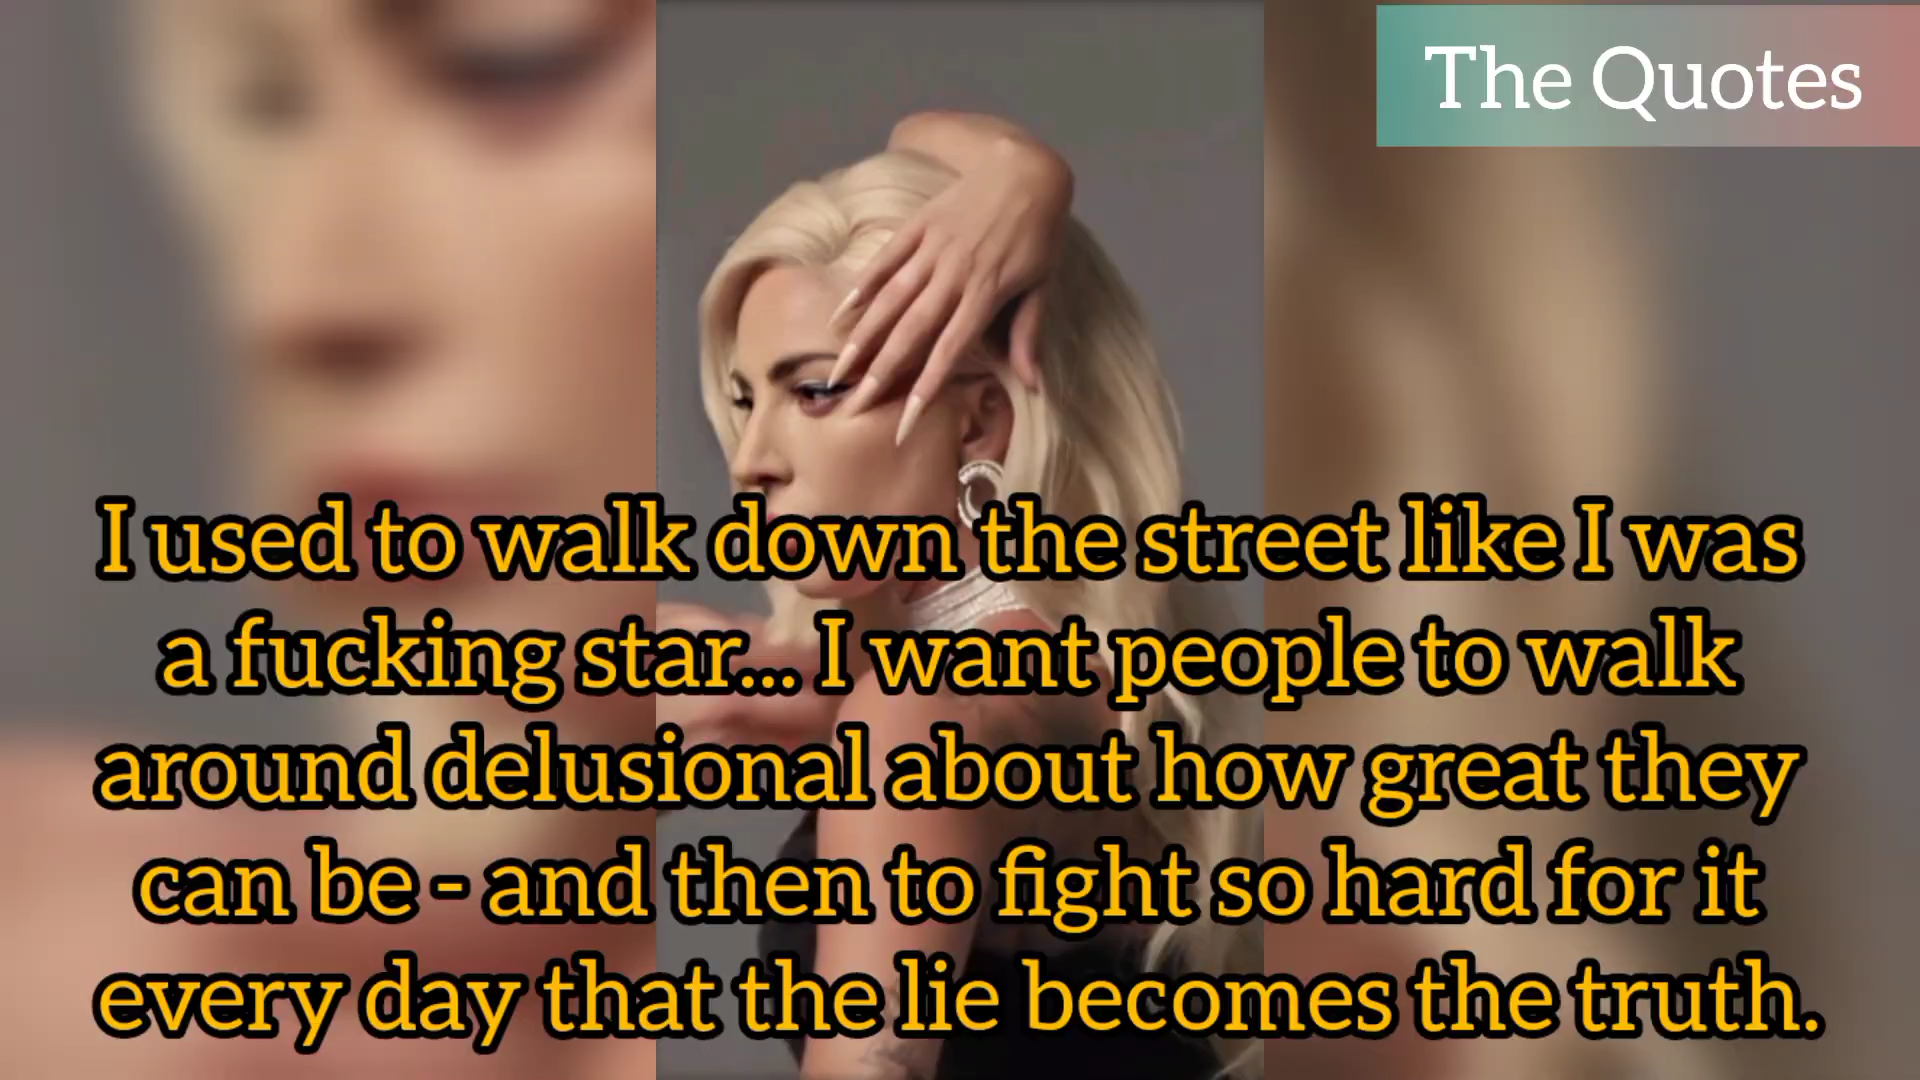 The Quotes
I used to walk down the street like I was
a fucking star... I want people to walk
around delusional about how great they
can be - and then to fight so hard for it
every day that the lie becomes the truth.